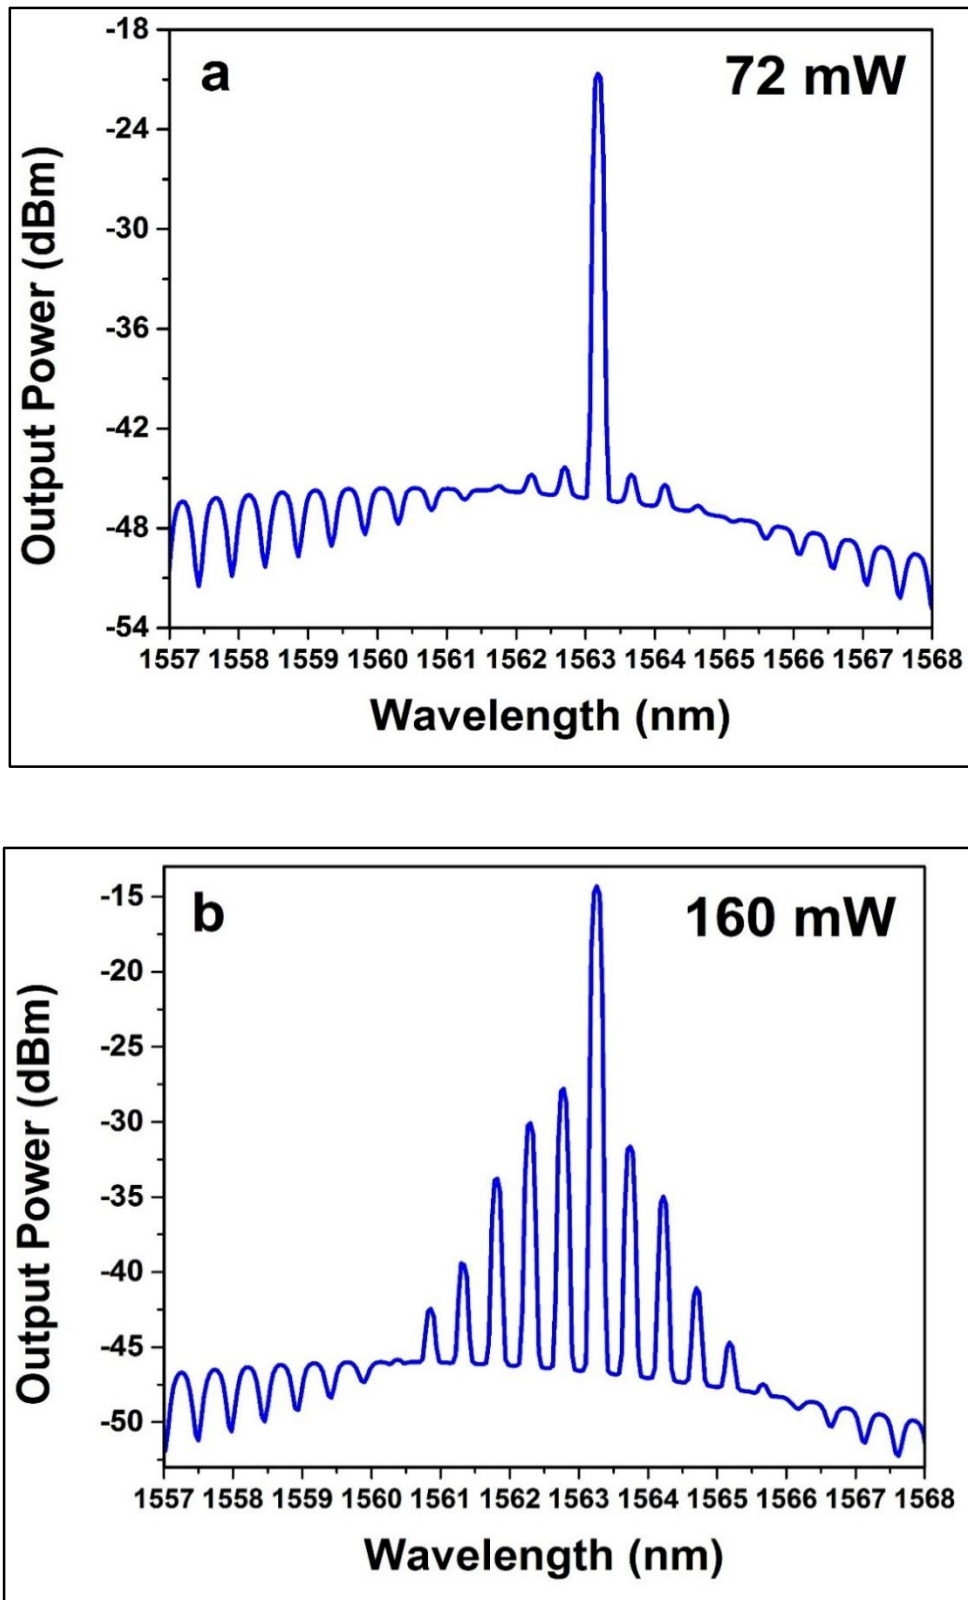 a
72 mW
-18
-24
-30
-36
-42
-48
-54
Output Power (dBm)
1557 1558 1559 1560 1561 1562 1563 1564 1565 1566 1567 1568
Wavelength (nm)
b
160 mW
-15
-20
-25
-30
-35
-40
-45
-50
Output Power (dBm)
1557 1558 1559 1560 1561 1562 1563 1564 1565 1566 1567 1568
Wavelength (nm)